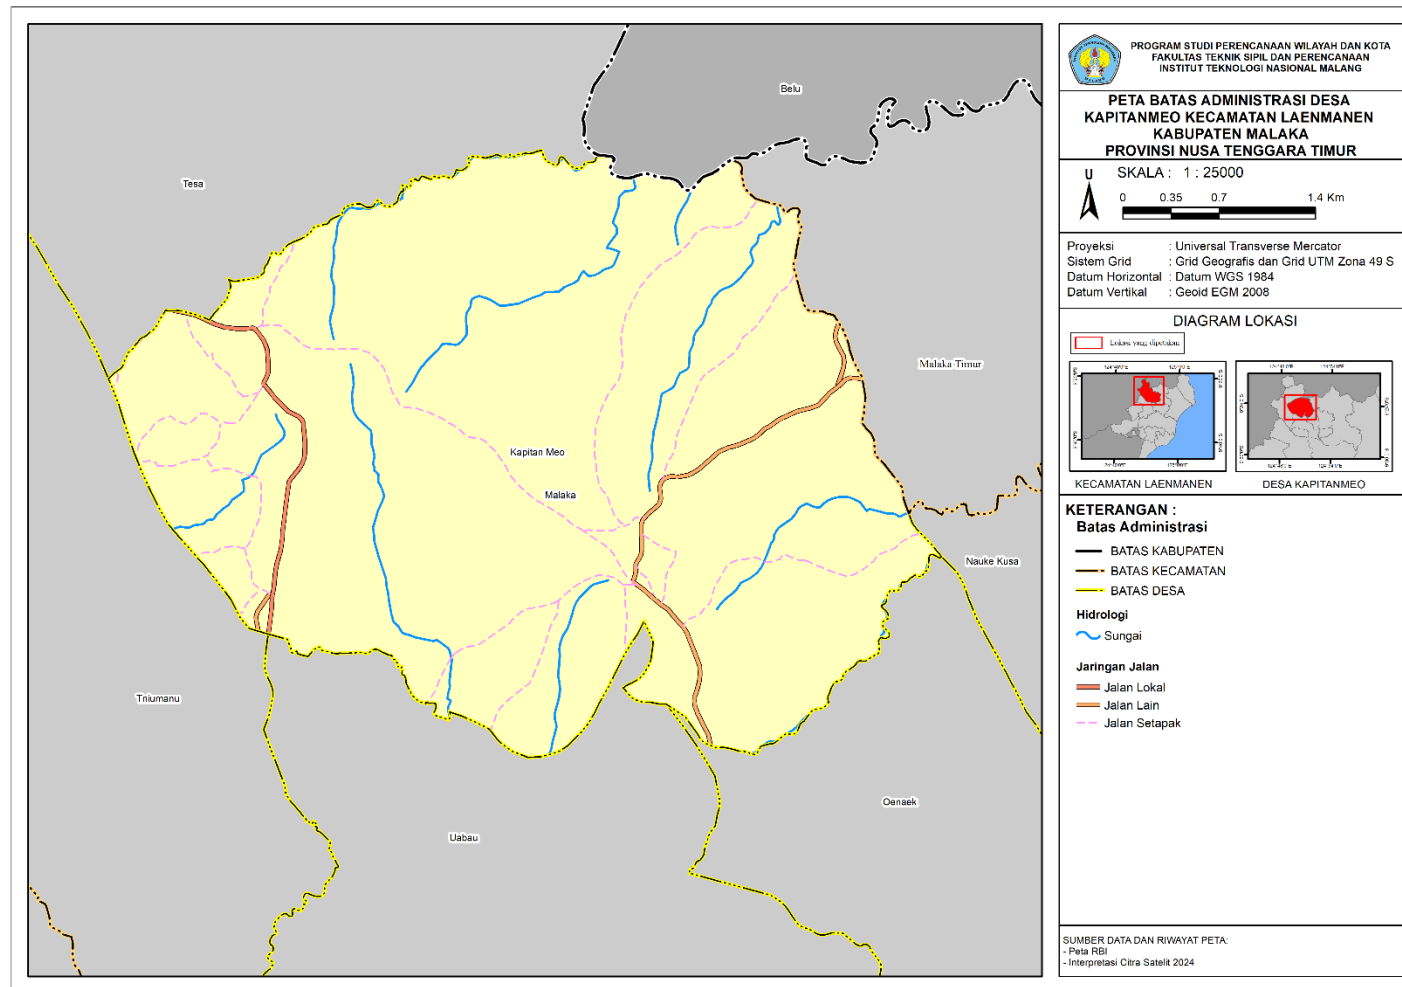 Belu
Tesa
Malaka Timur
Kapitan Meo
Malaka
Nauke Kusa
Tniumanu
Oenaek
Uabau
PROGRAM STUDI PERENCANAAN WILAYAH DAN KOTA
FAKULTAS TEKNIK SIPIL DAN PERENCANAAN
INSTITUT TEKNOLOGI NASIONAL MALANG
PETA BATAS ADMINISTRASI DESA
KAPITANMEO KECAMATAN LAENMANEN
KABUPATEN MALAKA
PROVINSI NUSA TENGGARA TIMUR
U
SKALA : 1 : 25000
0 0.35 0.7 1.4 Km
Proyeksi : Universal Transverse Mercator
Sistem Grid : Grid Geografis dan Grid UTM Zona 49 S
Datum Horizontal : Datum WGS 1984
Datum Vertikal : Geoid EGM 2008
DIAGRAM LOKASI
Lokasi yang dipetakan
KECAMATAN LAENMANEN
DESA KAPITANMEO
KETERANGAN :
Batas Administrasi
BATAS KABUPATEN
BATAS KECAMATAN
BATAS DESA
Hidrologi
Sungai
Jaringan Jalan
Jalan Lokal
Jalan Lain
Jalan Setapak
SUMBER DATA DAN RIWAYAT PETA:
- Peta RBI
- Interpretasi Citra Satelit 2024